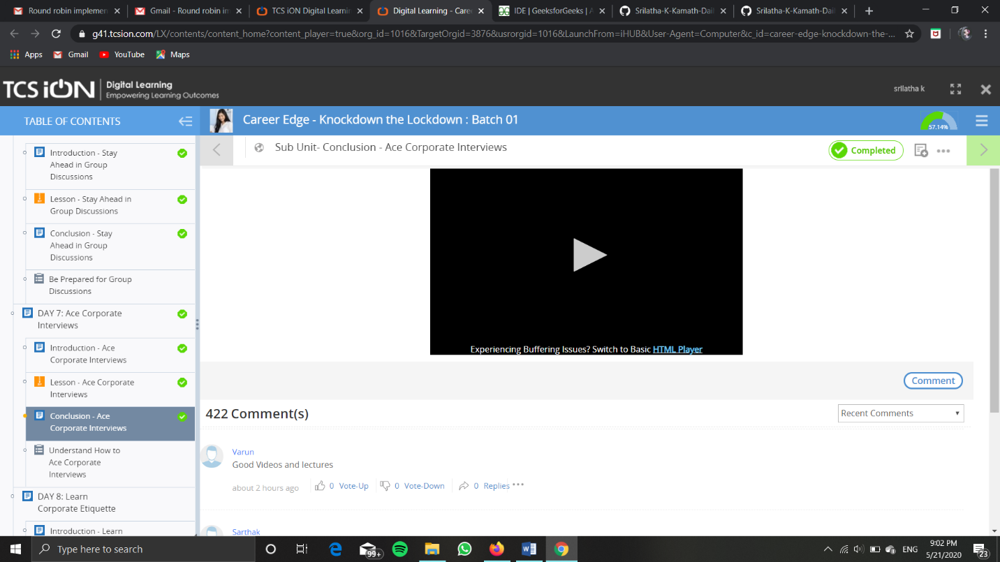 Round robin implemen
Gmail - Round robin im
TCS iON Digital Learnin
Digital Learning - Caree
IDE | GeeksforGeeks | A
Srilatha-K-Kamath-Dail
Srilatha-K-Kamath-Dail
g41.tcsion.com/LX/contents/content_home?content_player=true&org_id=1016&TargetOrgid=3876&usrorgid=1016&LaunchFrom=iHUB&User-Agent=Computer&c_id=career-edge-knockdown-the-...
Apps Gmail YouTube Maps
TCS iON Digital Learning
Empowering Learning Outcomes
srilatha k
TABLE OF CONTENTS
Career Edge - Knockdown the Lockdown : Batch 01
57.14%
Introduction - Stay
Ahead in Group
Discussions
Lesson - Stay Ahead in
Group Discussions
Conclusion - Stay
Ahead in Group
Discussions
Be Prepared for Group
Discussions
DAY 7: Ace Corporate
Interviews
Introduction - Ace
Corporate Interviews
Lesson - Ace Corporate
Interviews
Conclusion - Ace
Corporate Interviews
Understand How to
Ace Corporate
Interviews
DAY 8: Learn
Corporate Etiquette
Introduction - Learn
Sub Unit- Conclusion - Ace Corporate Interviews
Completed
Experiencing Buffering Issues? Switch to Basic HTML Player
Comment
422 Comment(s)
Recent Comments
Varun
Good Videos and lectures
about 2 hours ago 0 Vote-Up 0 Vote-Down 0 Replies
Sarthak
Type here to search
99+
ENG
9:02 PM
5/21/2020
23